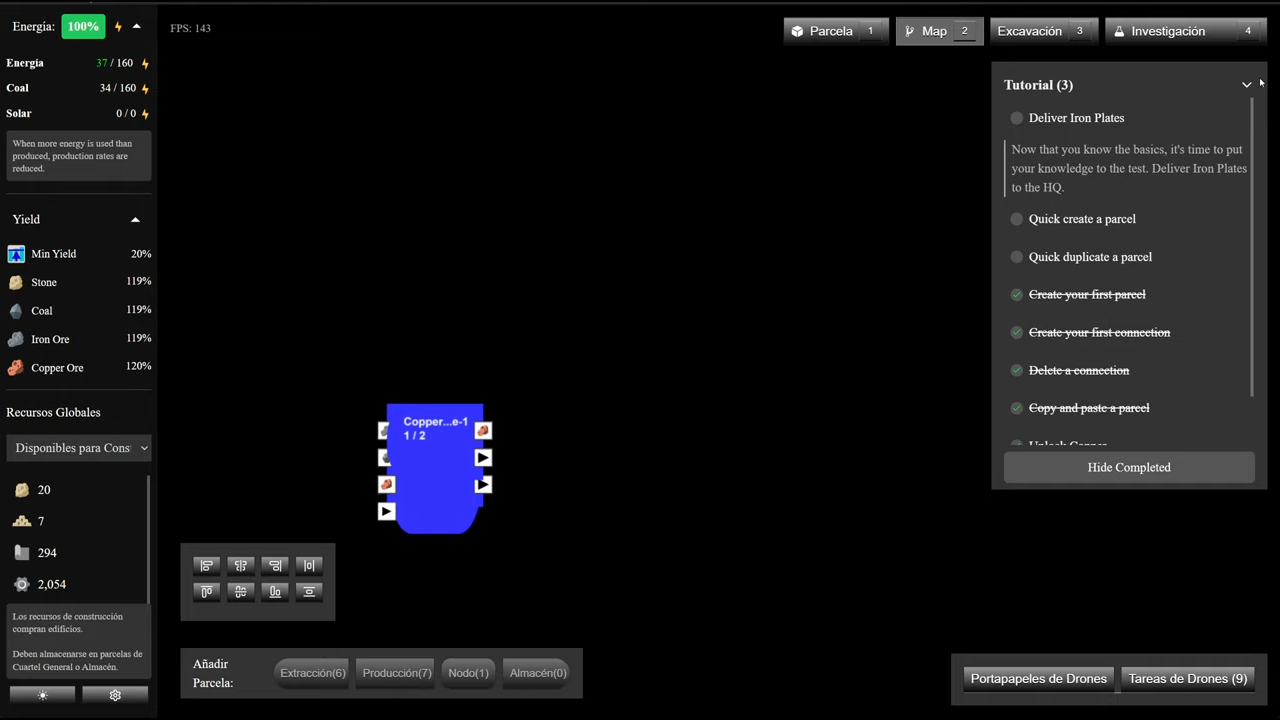 Energía: 100%
Energía 37 / 160
Coal 34 / 160
Solar 0 / 0
When more energy is used than
produced, production rates are
reduced.
Yield
Min Yield 20%
Stone 119%
Coal 119%
Iron Ore 119%
Copper Ore 120%
Recursos Globales
Disponibles para Cons
20
7
294
2,054
Los recursos de construcción
compran edificios.
Deben almacenarse en parcelas de
Cuartel General o Almacén.
FPS: 143
Parcela 1
Map 2
Excavación 3
Investigación 4
Tutorial (3)
Deliver Iron Plates
Now that you know the basics, it's time to put
your knowledge to the test. Deliver Iron Plates
to the HQ.
Quick create a parcel
Quick duplicate a parcel
Create your first parcel
Create your first connection
Delete a connection
Copy and paste a parcel
Unlock Copper
Hide Completed
Copper...e-1
1 / 2
Añadir
Parcela:
Extracción(6)
Producción(7)
Nodo(1)
Almacén(0)
Portapapeles de Drones
Tareas de Drones (9)